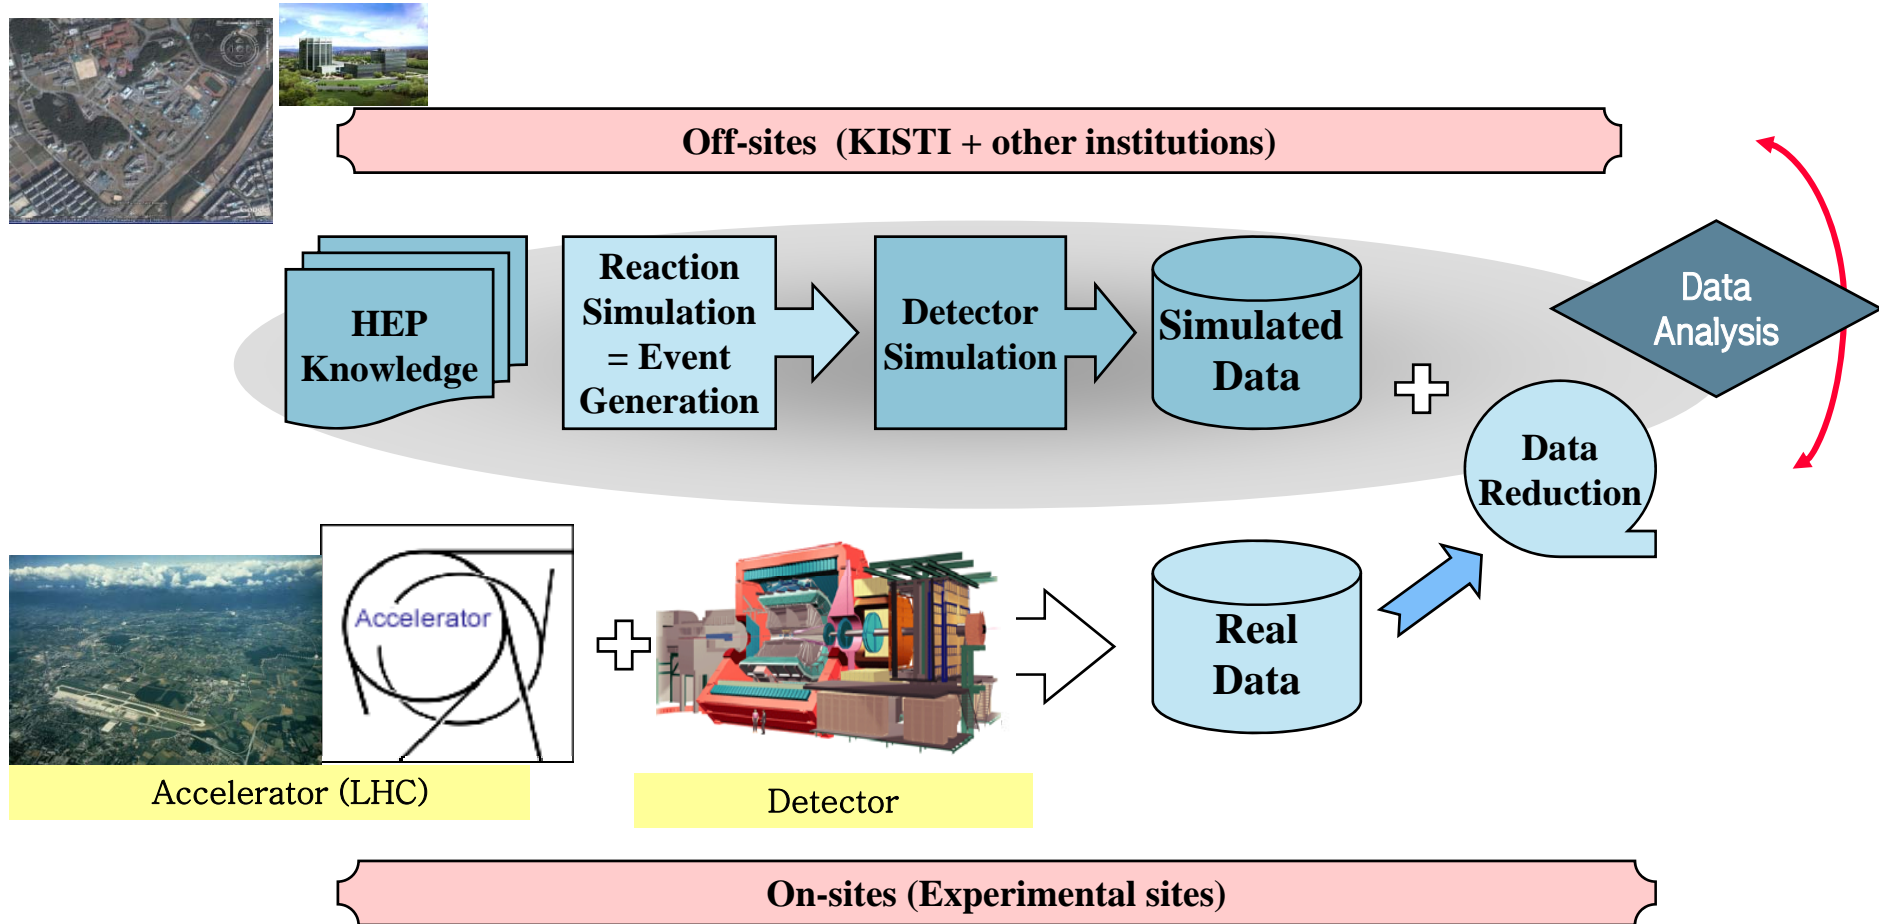 Off-sites (KISTI + other institutions)
HEP
Knowledge
Reaction
Simulation
= Event
Generation
Detector
Simulation
Simulated
Data
Data
Analysis
Data
Reduction
Accelerator
Real
Data
Accelerator (LHC)
Detector
On-sites (Experimental sites)